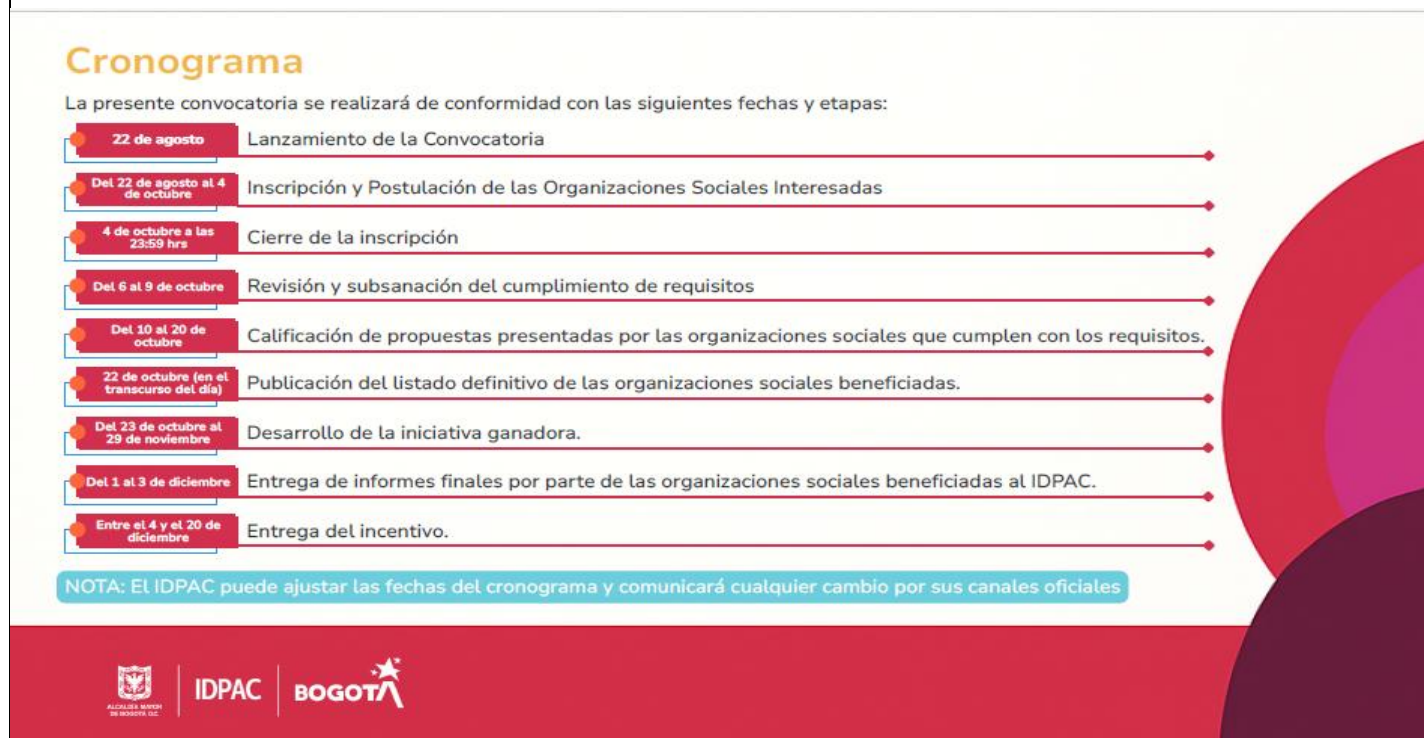 Cronograma
La presente convocatoria se realizará de conformidad con las siguientes fechas y etapas:
22 de agosto
Lanzamiento de la Convocatoria
Del 22 de agosto al 4
de octubre
Inscripción y Postulación de las Organizaciones Sociales Interesadas
4 de octubre a las
23:59 hrs
Cierre de la inscripción
Del 6 al 9 de octubre
Revisión y subsanación del cumplimiento de requisitos
Del 10 al 20 de
octubre
Calificación de propuestas presentadas por las organizaciones sociales que cumplen con los requisitos.
22 de octubre (en el
transcurso del día)
Publicación del listado definitivo de las organizaciones sociales beneficiadas.
Del 23 de octubre al
29 de noviembre
Desarrollo de la iniciativa ganadora.
Del 1 al 3 de diciembre
Entrega de informes finales por parte de las organizaciones sociales beneficiadas al IDPAC.
Entre el 4 y el 20 de
diciembre
Entrega del incentivo.
NOTA: El IDPAC puede ajustar las fechas del cronograma y comunicará cualquier cambio por sus canales oficiales
ALCALDÍA MAYOR
DE BOGOTÁ D.C.
IDPAC
BOGOTÁ